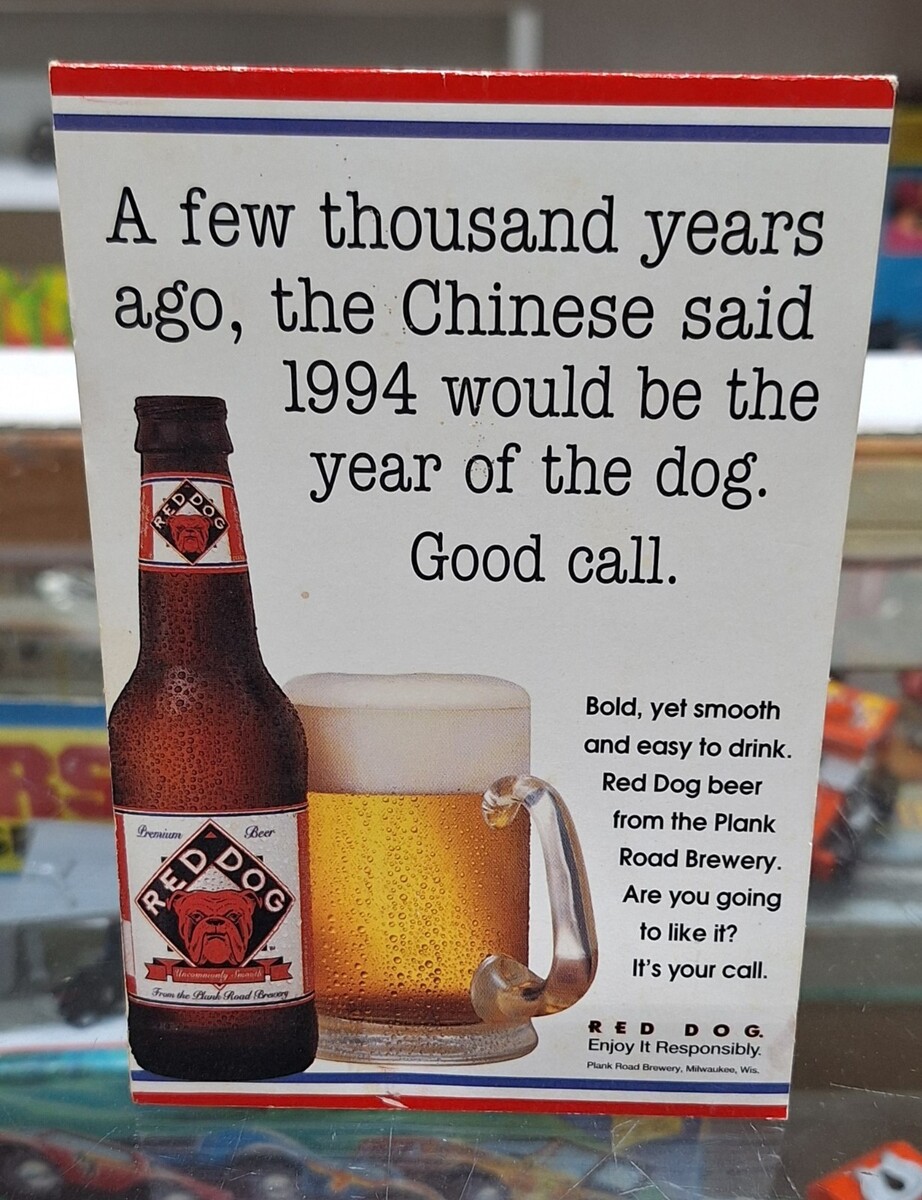 A few thousand years
ago, the Chinese said
1994 would be the
year of the dog.
Good call.
RED DOG
Premium Beer
RED DOG
Uncommonly Smooth
From the Plank Road Brewery
Bold, yet smooth
and easy to drink.
Red Dog beer
from the Plank
Road Brewery.
Are you going
to like it?
It's your call.
RED DOG.
Enjoy It Responsibly.
Plank Road Brewery, Milwaukee, Wis.
RS